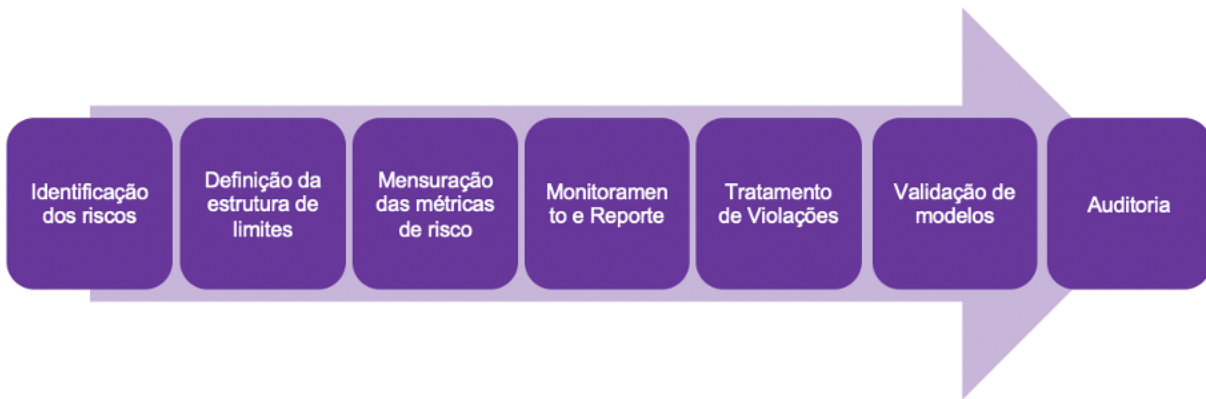 Identificação
dos riscos
Definição da
estrutura de
limites
Mensuração
das métricas
de risco
Monitoramen
to e Reporte
Tratamento
de Violações
Validação de
modelos
Auditoria